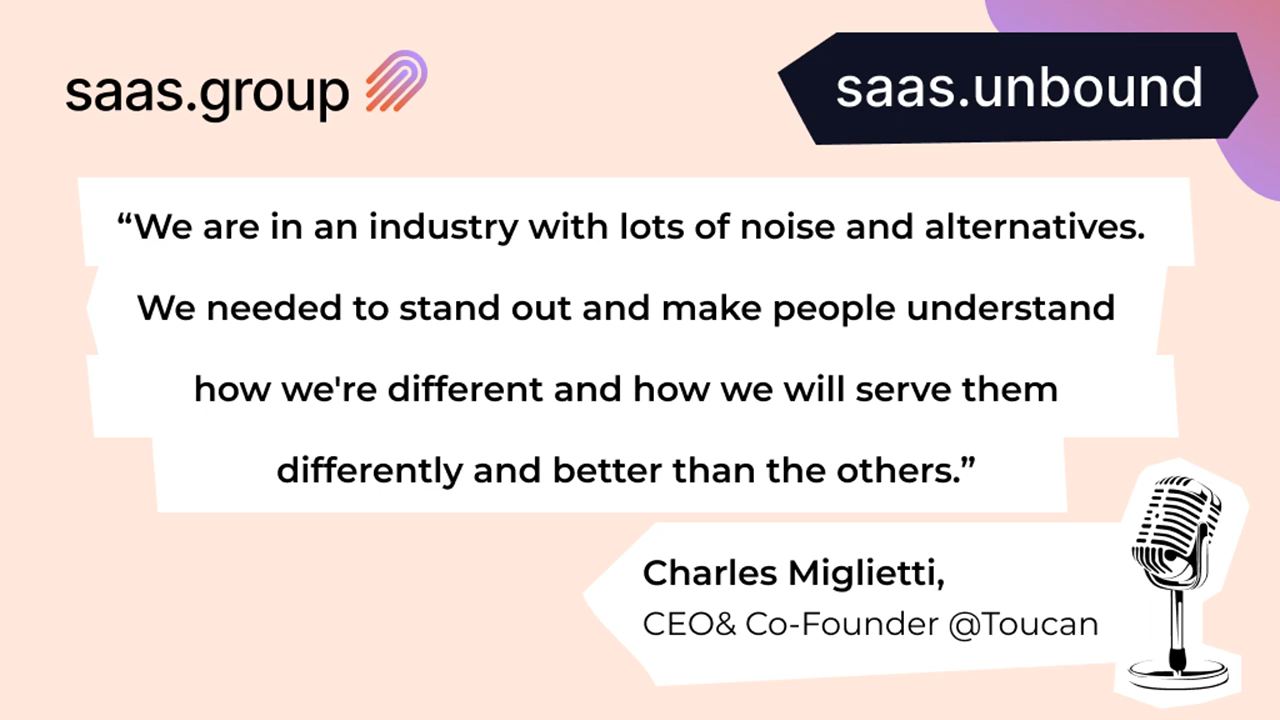 saas.group
saas.unbound
“We are in an industry with lots of noise and alternatives.
We needed to stand out and make people understand
how we're different and how we will serve them
differently and better than the others.”
Charles Miglietti,
CEO& Co-Founder @Toucan